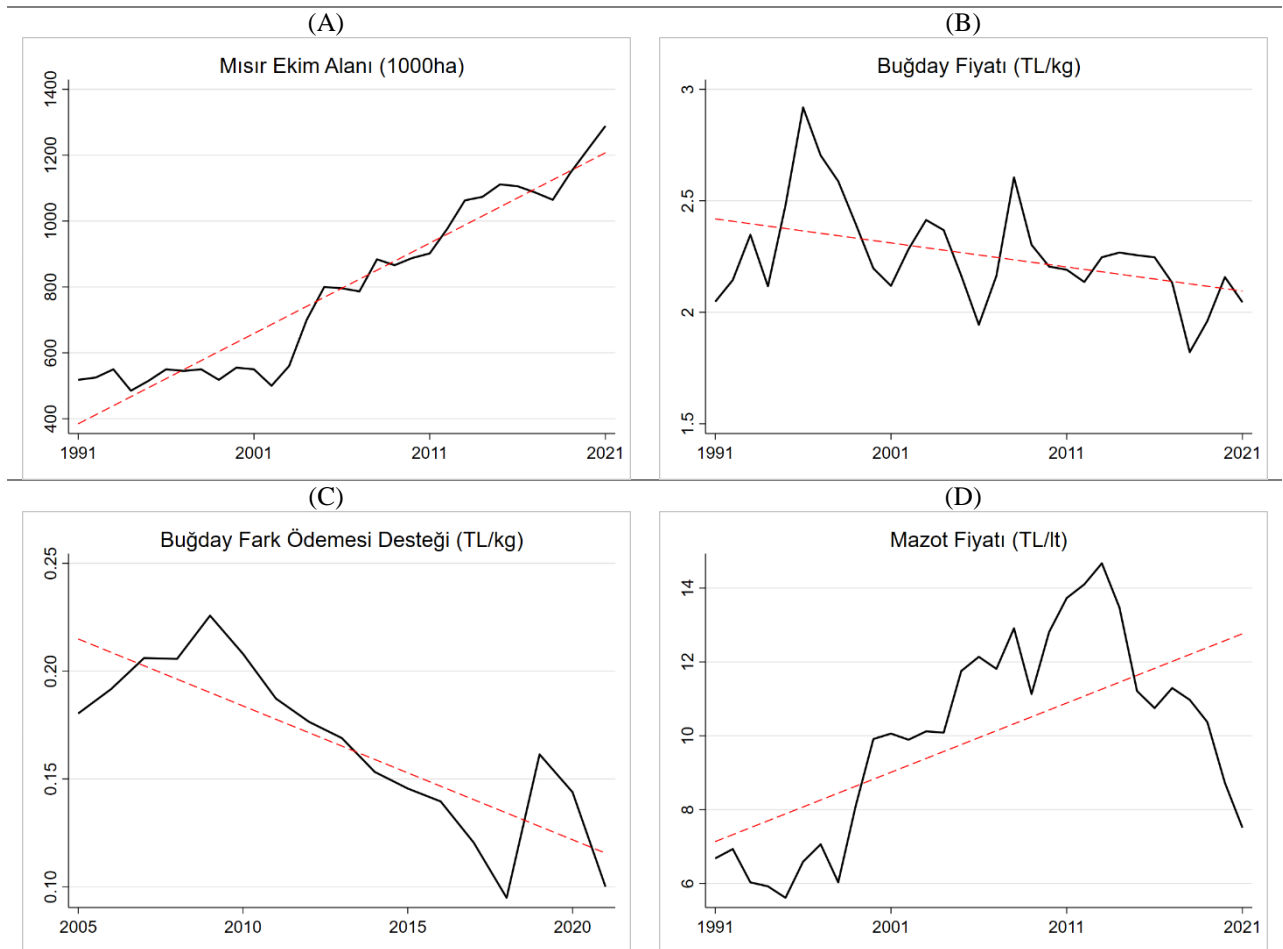 (A)
Mısır Ekim Alanı (1000ha)
1400
1200
1000
800
600
400
1991 2001 2011 2021
(B)
Buğday Fiyatı (TL/kg)
3
2.5
2
1.5
1991 2001 2011 2021
(C)
Buğday Fark Ödemesi Desteği (TL/kg)
0.25
0.20
0.15
0.10
2005 2010 2015 2020
(D)
Mazot Fiyatı (TL/lt)
14
12
10
8
6
1991 2001 2011 2021